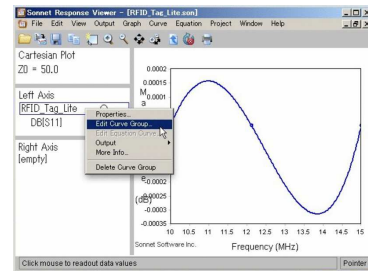 Sonnet Response Viewer - [RFID_Tag_Lite.son]
File Edit View Output Graph Curve Equation Project Window Help
Cartesian Plot
Z0 = 50.0
Left Axis
RFID_Tag_Lite
DB[S11]
Right Axis
[empty]
Properties...
Edit Curve Group...
Edit Equation Curve...
Output
More Info...
Delete Curve Group
0.0002
0.00015
0.0001
M
a
e
(dB)
-0.0002
-0.00025
-0.0003
-0.00035
10 10.5 11 11.5 12 12.5 13 13.5 14 14.5 15
Sonnet Software Inc.
Frequency (MHz)
Click mouse to readout data values
Pointer